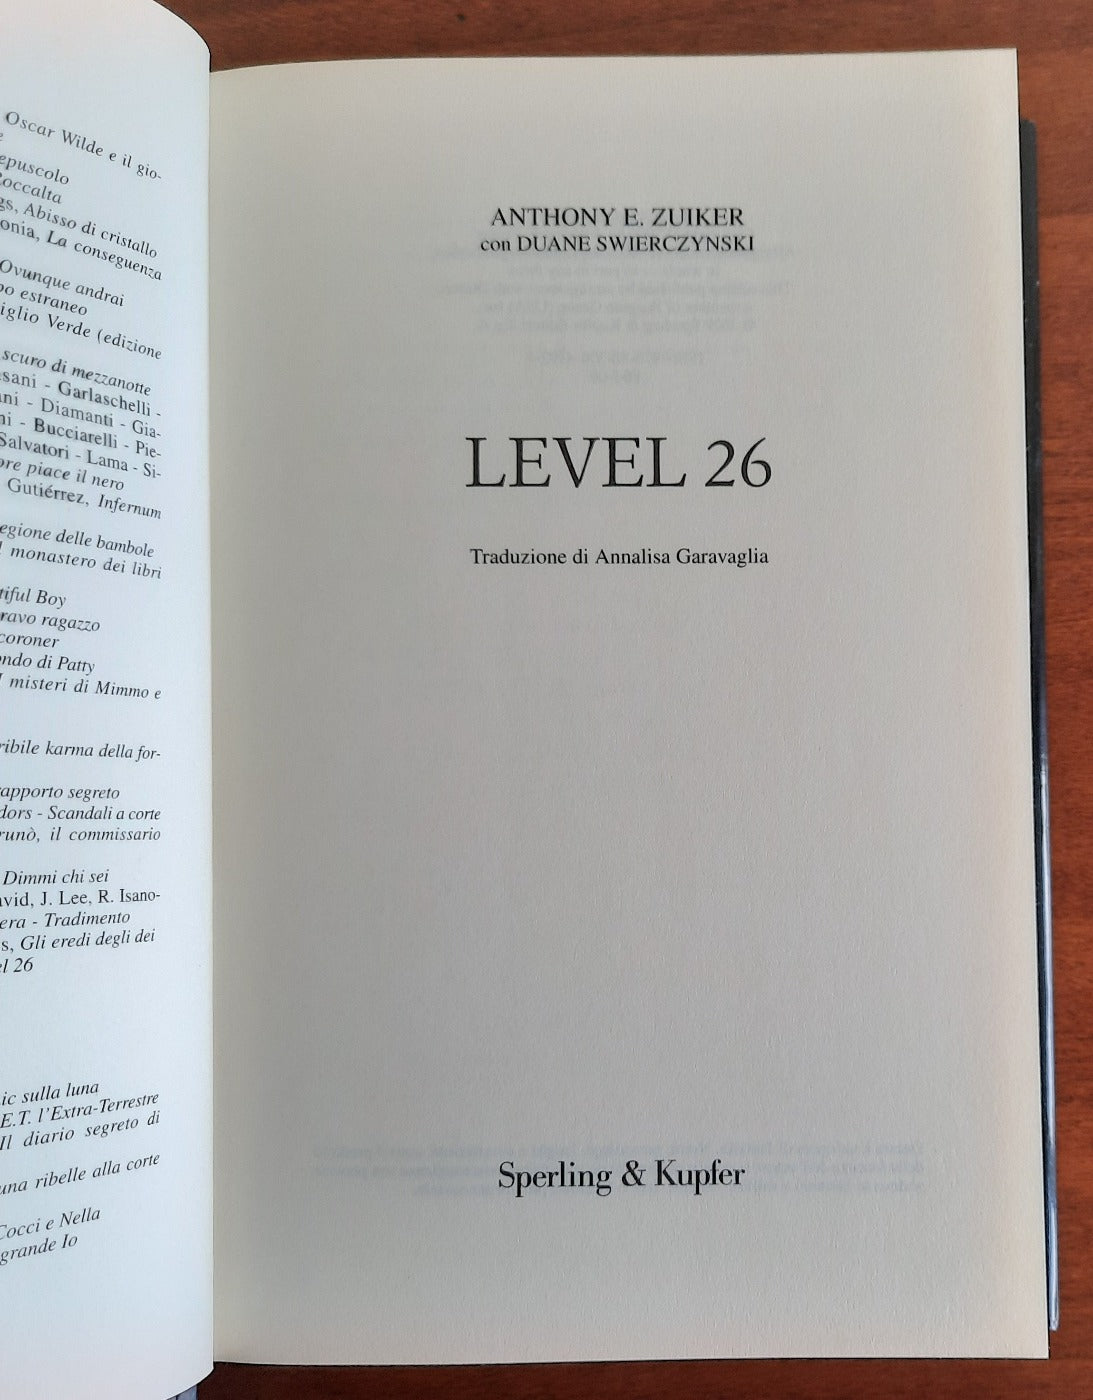 Oscar Wilde e il gio-
epuscolo
Roccalta
gs, Abisso di cristallo
onia, La conseguenza
Ovunque andrai
po estraneo
iglio Verde (edizione
scuro di mezzanotte
sani - Garlaschelli -
ani - Diamanti - Gia-
ni - Bucciarelli - Pie-
Salvatori - Lama - Si-
ore piace il nero
Gutiérrez, Infernum
egione delle bambole
l monastero dei libri
tiful Boy
ravo ragazzo
coroner
ondo di Patty
I misteri di Mimmo e
ribile karma della for-
rapporto segreto
dors - Scandali a corte
runò, il commissario
Dimmi chi sei
avid, J. Lee, R. Isano-
era - Tradimento
s, Gli eredi degli dei
el 26
ic sulla luna
E.T. l'Extra-Terrestre
Il diario segreto di
una ribelle alla corte
Cocci e Nella
grande Io
ANTHONY E. ZUIKER
con DUANE SWIERCZYNSKI
LEVEL 26
Traduzione di Annalisa Garavaglia
Sperling & Kupfer